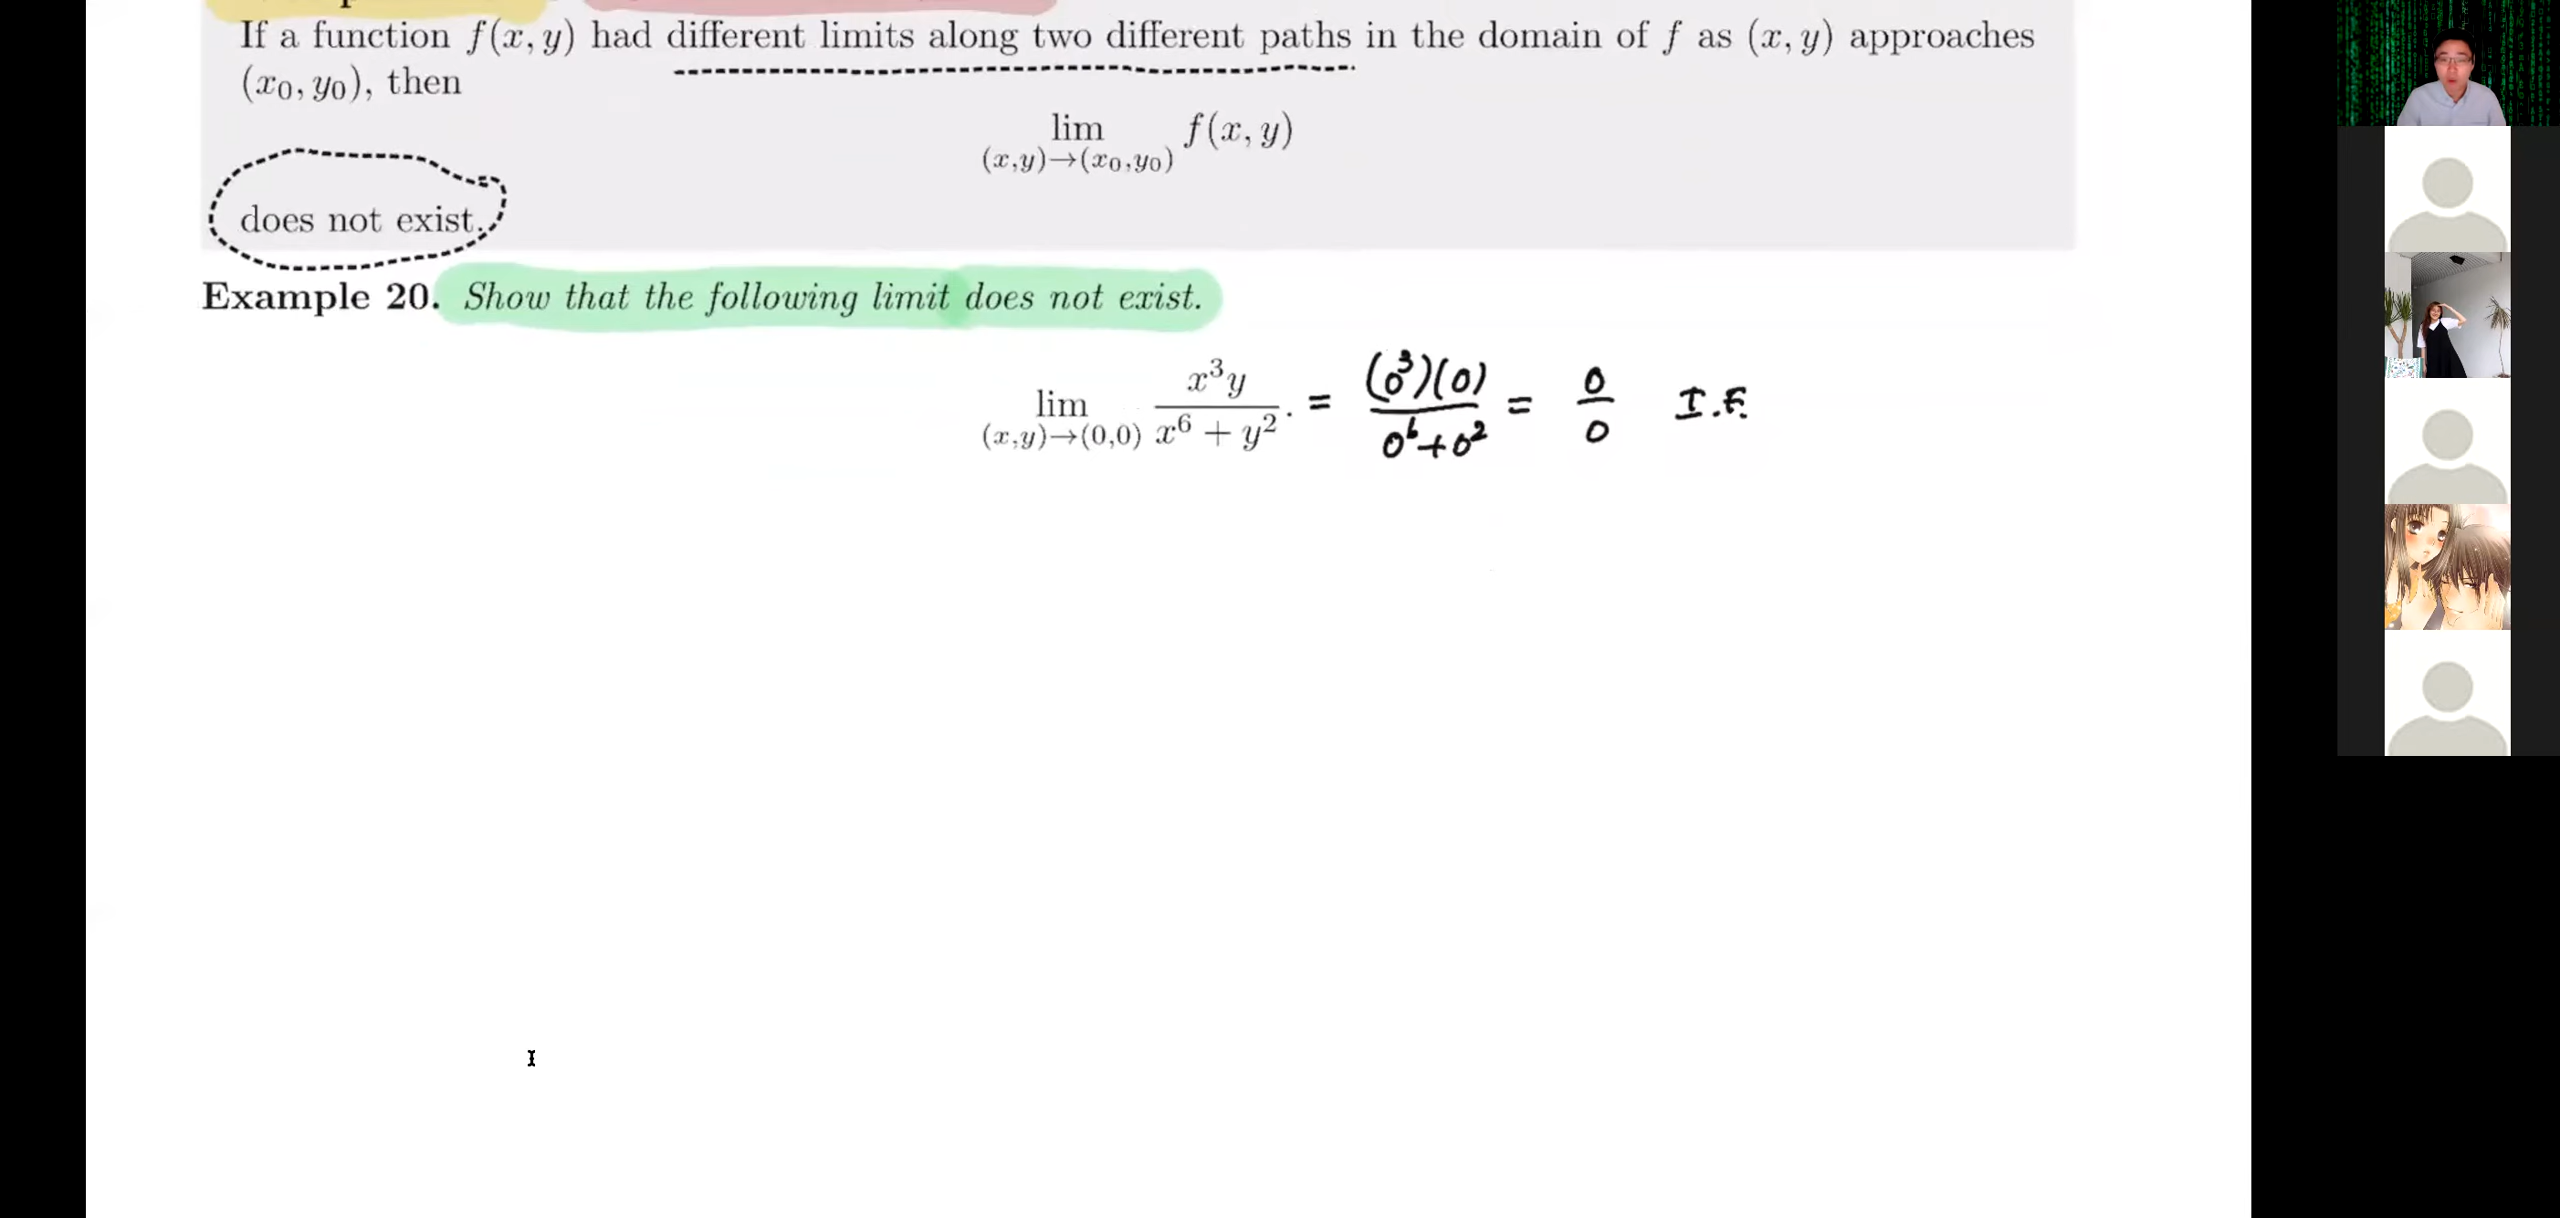 If a function f(x, y) had different limits along two different paths in the domain of f as (x, y) approaches
(x₀, y₀), then
lim f(x, y)
(x,y)→(x₀,y₀)
does not exist.
Example 20. Show that the following limit does not exist.
lim_{(x,y)→(0,0)} x³y / (x⁶ + y²). = (0³)(0) / (0⁶+0²) = 0/0 I.F.